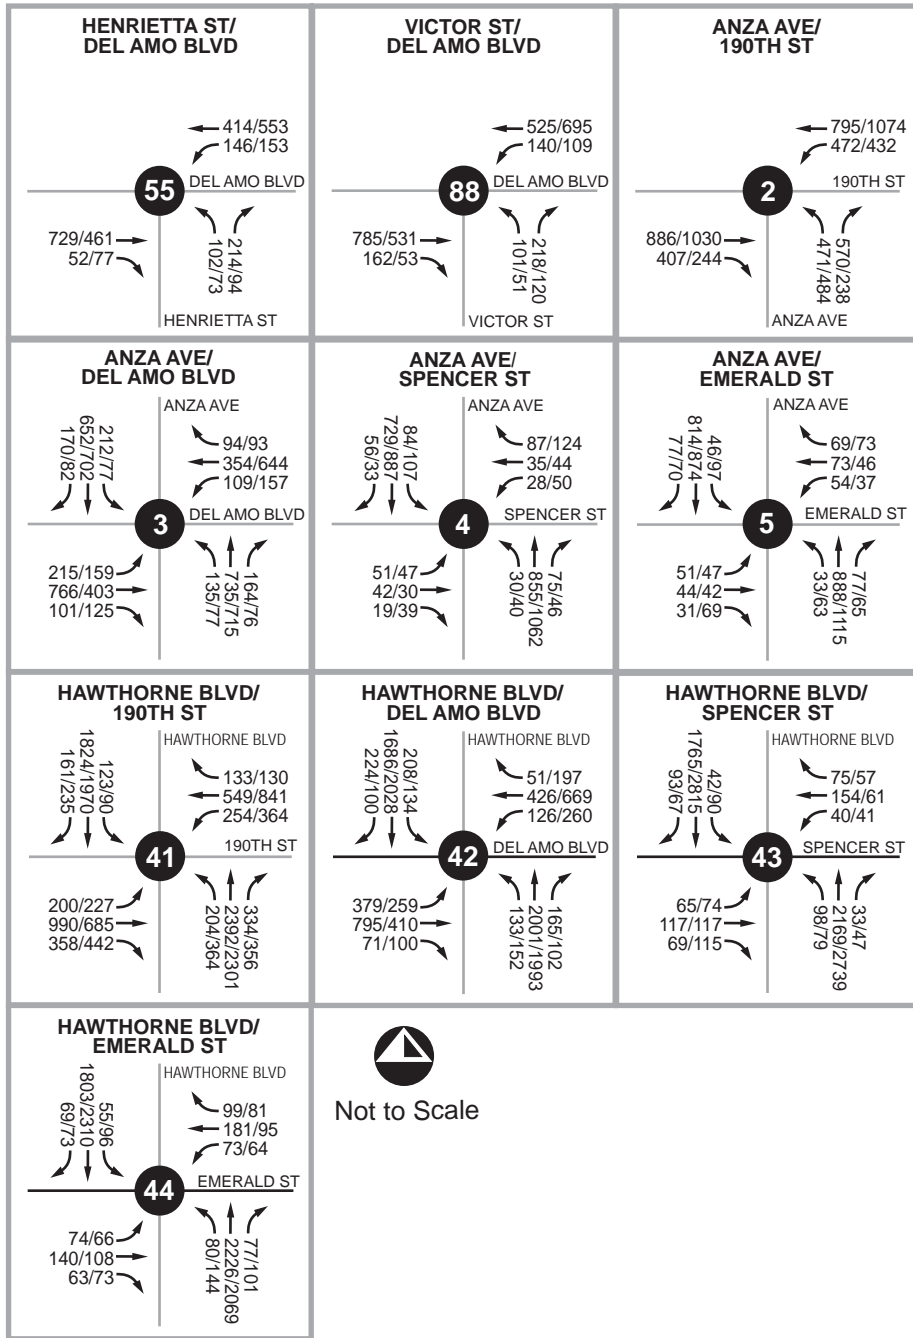 HENRIETTA ST/
DEL AMO BLVD
414/553
146/153
55
DEL AMO BLVD
729/461
52/77
102/73
214/94
HENRIETTA ST
VICTOR ST/
DEL AMO BLVD
525/695
140/109
88
DEL AMO BLVD
785/531
162/53
101/51
218/120
VICTOR ST
ANZA AVE/
190TH ST
795/1074
472/432
2
190TH ST
886/1030
407/244
471/484
570/238
ANZA AVE
ANZA AVE/
DEL AMO BLVD
ANZA AVE
170/82
652/702
212/77
94/93
354/644
109/157
3
DEL AMO BLVD
215/159
766/403
101/125
135/77
735/715
164/76
ANZA AVE/
SPENCER ST
ANZA AVE
56/33
729/887
84/107
87/124
35/44
28/50
4
SPENCER ST
51/47
42/30
19/39
30/40
855/1062
75/46
ANZA AVE/
EMERALD ST
ANZA AVE
77/70
814/874
46/97
69/73
73/46
54/37
5
EMERALD ST
51/47
44/42
31/69
33/63
888/1115
77/65
HAWTHORNE BLVD/
190TH ST
HAWTHORNE BLVD
161/235
1824/1970
123/90
133/130
549/841
254/364
41
190TH ST
200/227
990/685
358/442
204/364
2392/2301
334/356
HAWTHORNE BLVD/
DEL AMO BLVD
HAWTHORNE BLVD
224/100
1686/2028
208/134
51/197
426/669
126/260
42
DEL AMO BLVD
379/259
795/410
71/100
133/152
2001/1993
165/102
HAWTHORNE BLVD/
SPENCER ST
HAWTHORNE BLVD
93/67
1765/2815
42/90
75/57
154/61
40/41
43
SPENCER ST
65/74
117/117
69/115
98/79
2169/2739
33/47
HAWTHORNE BLVD/
EMERALD ST
HAWTHORNE BLVD
69/73
1803/2310
55/96
99/81
181/95
73/64
44
EMERALD ST
74/66
140/108
63/73
80/144
2226/2069
77/101
Not to Scale